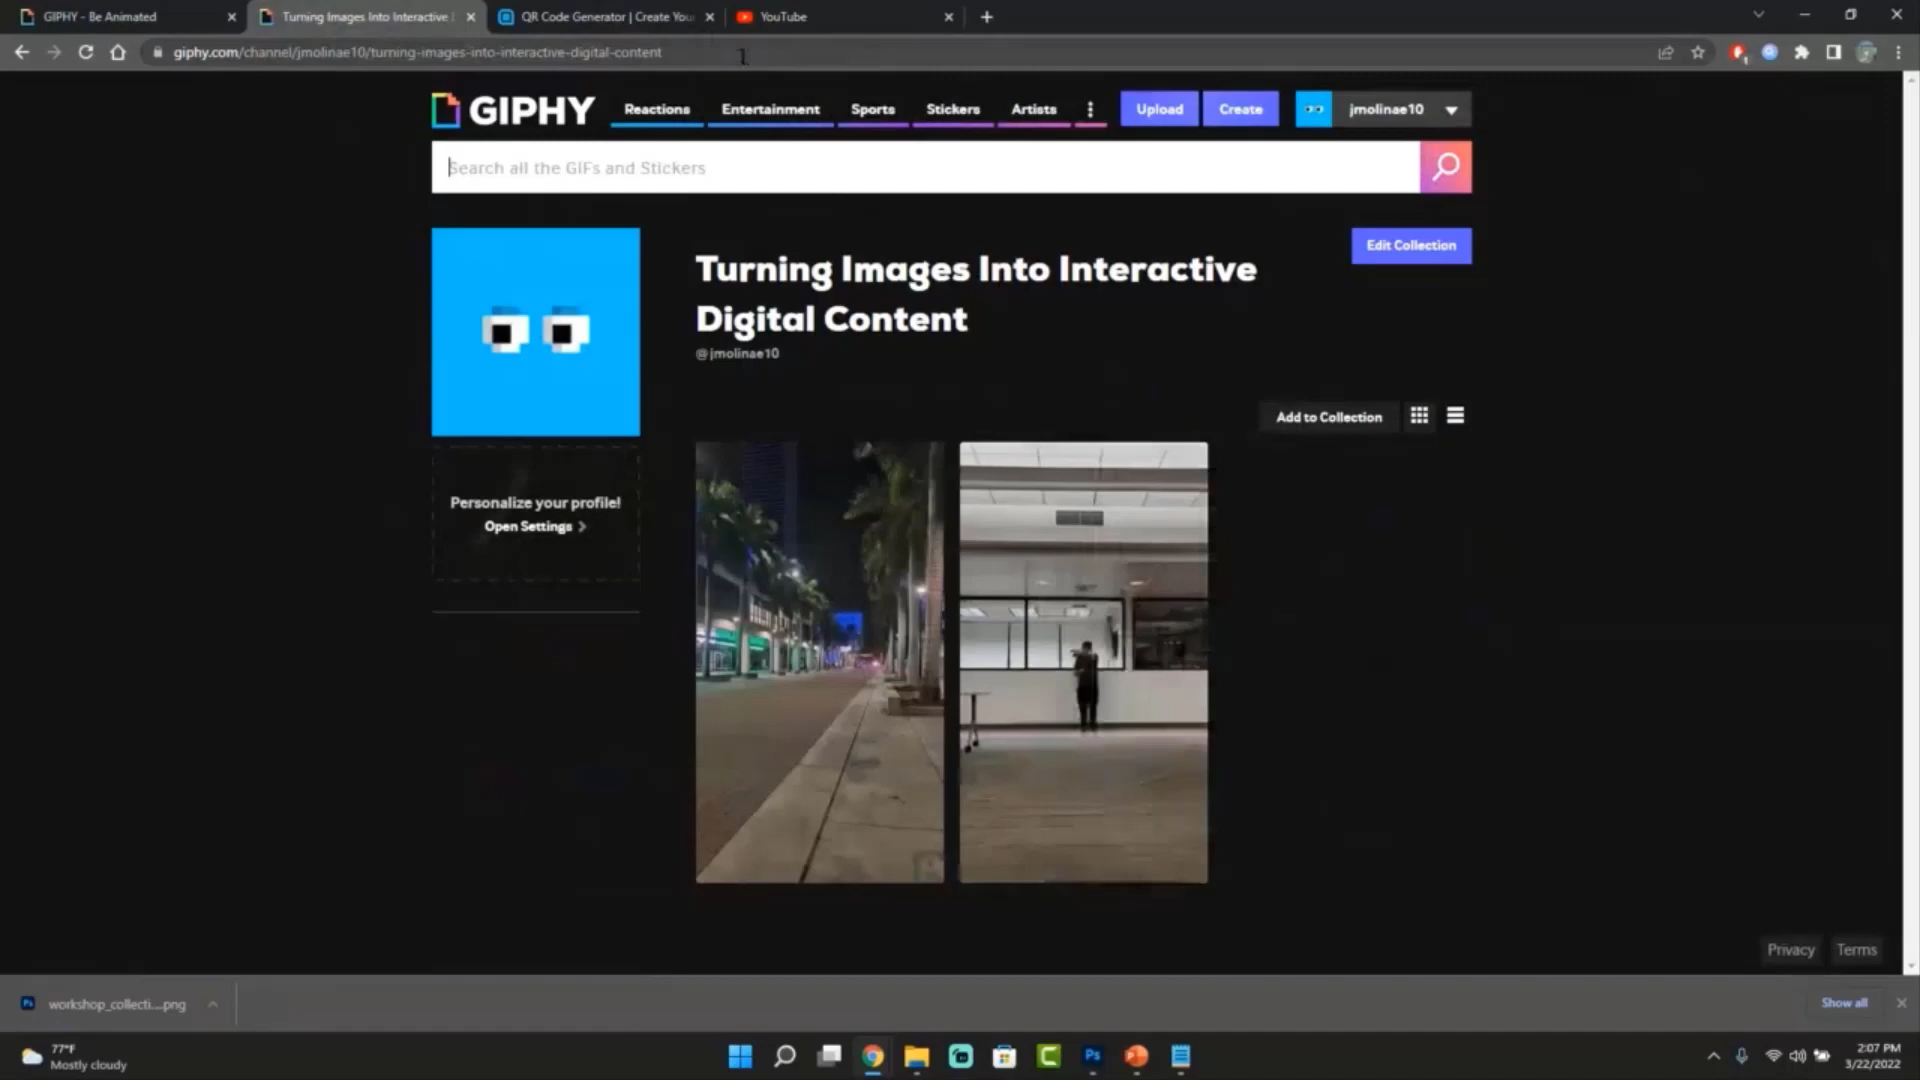 GIPHY - Be Animated
Turning Images Into Interactive
QR Code Generator | Create You
YouTube
giphy.com/channel/jmolinae10/turning-images-into-interactive-digital-content
GIPHY
Reactions
Entertainment
Sports
Stickers
Artists
Upload
Create
jmolinae10
Search all the GIFs and Stickers
Turning Images Into Interactive
Digital Content
@jmolinae10
Edit Collection
Add to Collection
Personalize your profile!
Open Settings
Privacy
Terms
workshop_collecti....png
Show all
77°F
Mostly cloudy
2:07 PM
3/22/2022